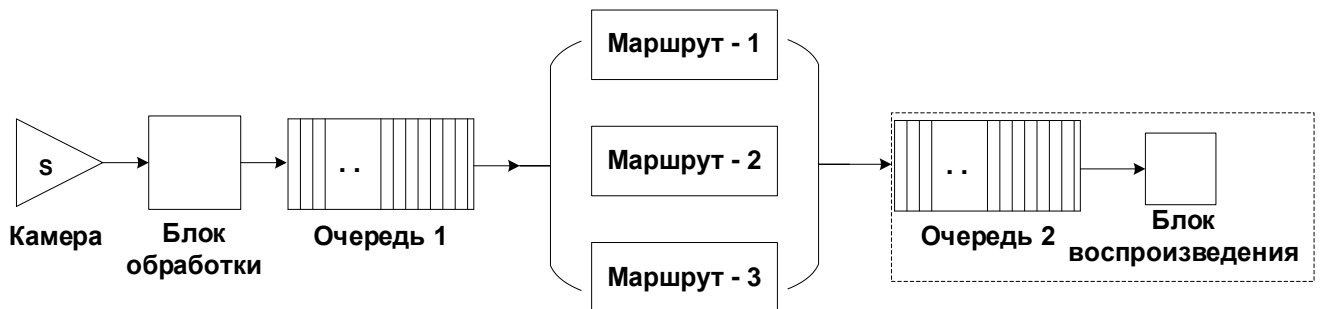 Маршрут - 1
S
. .
Маршрут - 2
. .
Камера
Блок
обработки
Очередь 1
Маршрут - 3
Очередь 2
Блок
воспроизведения